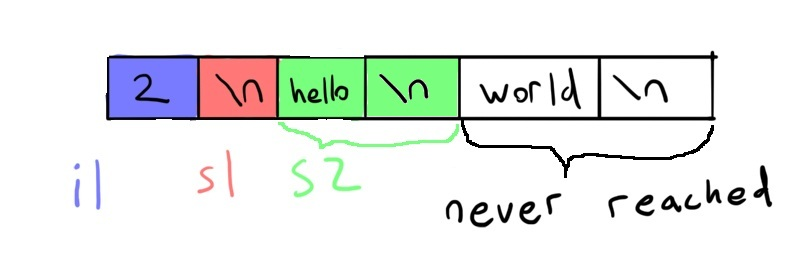 2 \n hello \n world \n
i1 s1 s2
never reached